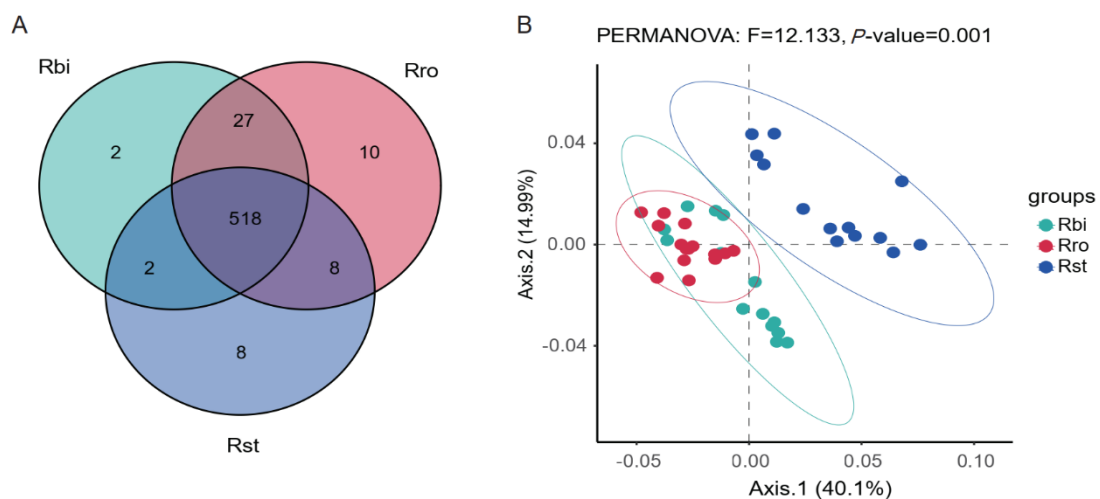 A
Rbi
Rro
27
2
10
518
2
8
8
Rst
B
PERMANOVA: F=12.133, P-value=0.001
Axis.2 (14.99%)
0.04
0.00
-0.04
-0.05
0.00
0.05
0.10
Axis.1 (40.1%)
groups
Rbi
Rro
Rst